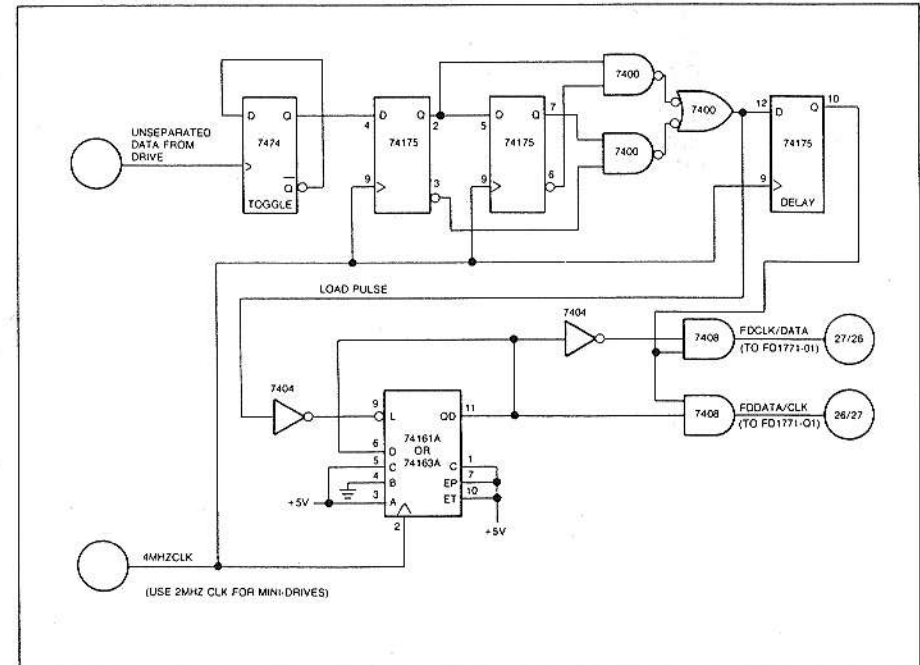 7400
D Q
7474
Q
TOGGLE
UNSEPARATED
DATA FROM
DRIVE
4 D Q 2
74175
9
3
5 D Q 7
74175
9
6
7400
7400
12 D Q 10
74175
9
DELAY
LOAD PULSE
7404
7408
FDCLK/DATA
(TO FD1771-01)
27/26
7404
9 L QD 11
74161A
OR
74163A
6 D
5 C
4 B
3 A
C 1
EP 7
ET 10
2
+5V
+5V
7408
FDDATA/CLK
(TO FD1771-01)
26/27
4MHZCLK
(USE 2MHZ CLK FOR MINI-DRIVES)